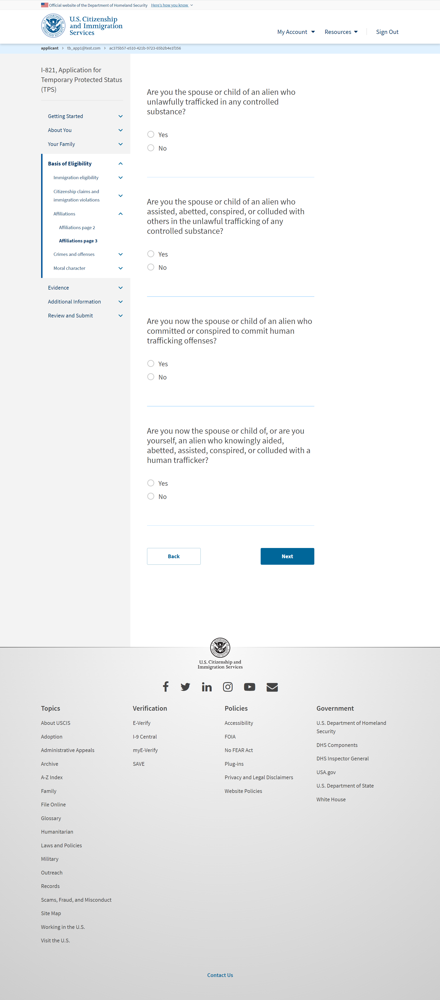 Official website of the Department of Homeland Security Here's how you know
U.S. Citizenship
and Immigration
Services
My Account Resources Sign Out
applicant > tb_app1@test.com > ac375b57-e510-421b-9723-65b2b4e1f356
I-821, Application for
Temporary Protected Status
(TPS)
Getting Started
About You
Your Family
Basis of Eligibility
Immigration eligibility
Citizenship claims and
immigration violations
Affiliations
Affiliations page 2
Affiliations page 3
Crimes and offenses
Moral character
Evidence
Additional Information
Review and Submit
Are you the spouse or child of an alien who
unlawfully trafficked in any controlled
substance?
Yes
No
Are you the spouse or child of an alien who
assisted, abetted, conspired, or colluded with
others in the unlawful trafficking of any
controlled substance?
Yes
No
Are you now the spouse or child of an alien who
committed or conspired to commit human
trafficking offenses?
Yes
No
Are you now the spouse or child of, or are you
yourself, an alien who knowingly aided,
abetted, assisted, conspired, or colluded with a
human trafficker?
Yes
No
Back Next
U.S. Citizenship and
Immigration Services
Topics
About USCIS
Adoption
Administrative Appeals
Archive
A-Z Index
Family
File Online
Glossary
Humanitarian
Laws and Policies
Military
Outreach
Records
Scams, Fraud, and Misconduct
Site Map
Working in the U.S.
Visit the U.S.
Verification
E-Verify
I-9 Central
myE-Verify
SAVE
Policies
Accessibility
FOIA
No FEAR Act
Plug-ins
Privacy and Legal Disclaimers
Website Policies
Government
U.S. Department of Homeland
Security
DHS Components
DHS Inspector General
USA.gov
U.S. Department of State
White House
Contact Us